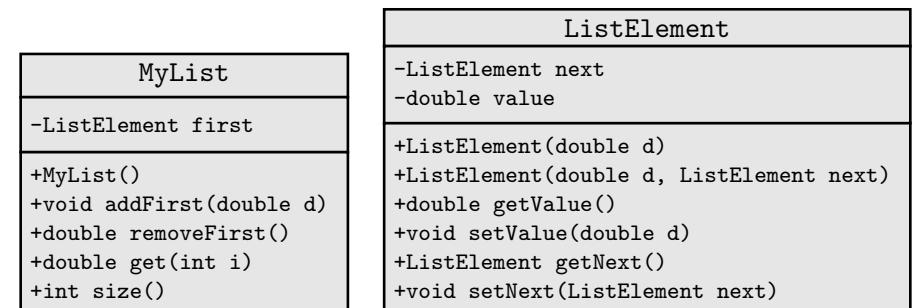 MyList
-ListElement first
+MyList()
+void addFirst(double d)
+double removeFirst()
+double get(int i)
+int size()
ListElement
-ListElement next
-double value
+ListElement(double d)
+ListElement(double d, ListElement next)
+double getValue()
+void setValue(double d)
+ListElement getNext()
+void setNext(ListElement next)